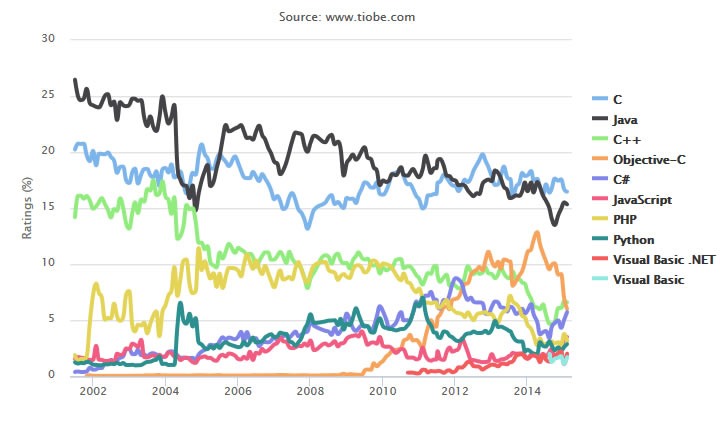 Source: www.tiobe.com
30
25
20
15
10
5
0
Ratings (%)
2002 2004 2006 2008 2010 2012 2014
C
Java
C++
Objective-C
C#
JavaScript
PHP
Python
Visual Basic .NET
Visual Basic